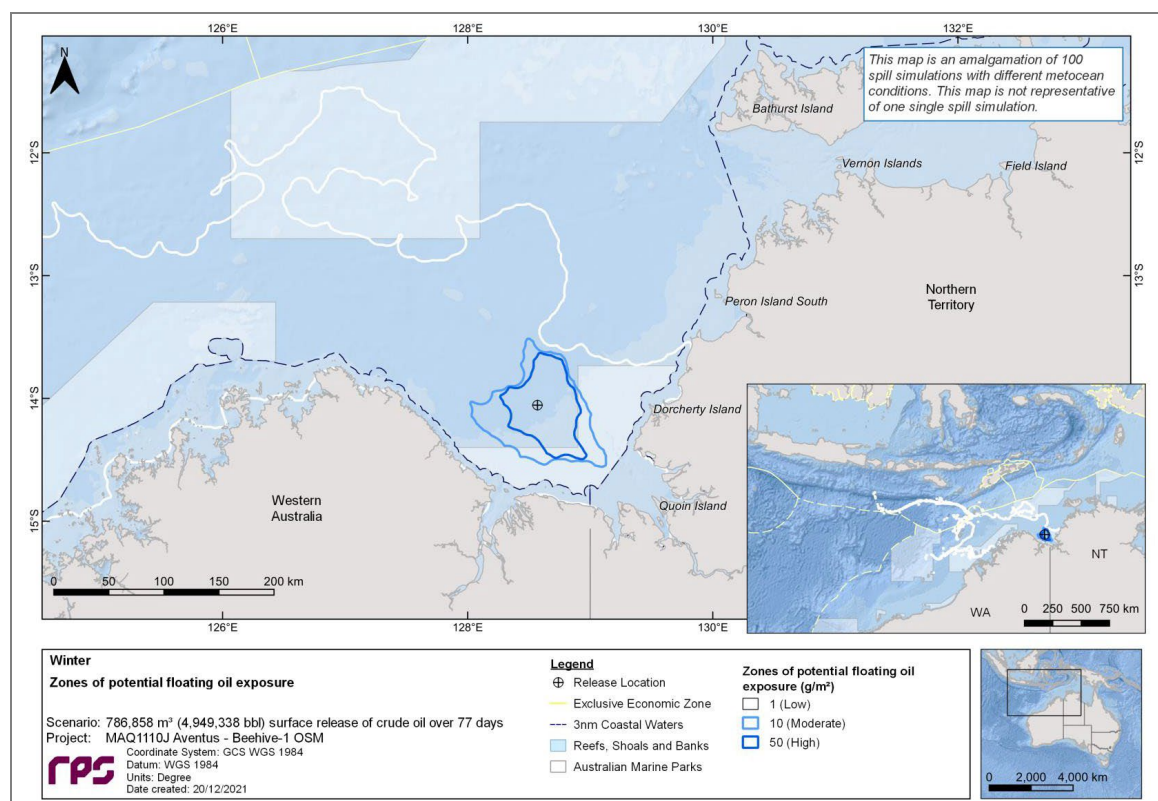 126°E
128°E
130°E
132°E
N
This map is an amalgamation of 100
spill simulations with different metocean
conditions. This map is not representative
of one single spill simulation.
Bathurst Island
12°S
Vernon Islands
Field Island
12°S
13°S
13°S
Peron Island South
Northern
Territory
14°S
14°S
Dorcherty Island
Western
Australia
Quoin Island
15°S
15°S
0 50 100 150 200 km
NT
WA
0 250 500 750 km
126°E
128°E
130°E
Winter
Zones of potential floating oil exposure
Scenario: 786,858 m³ (4,949,338 bbl) surface release of crude oil over 77 days
Project: MAQ1110J Aventus - Beehive-1 OSM
rps
Coordinate System: GCS WGS 1984
Datum: WGS 1984
Units: Degree
Date created: 20/12/2021
Legend
Release Location
Exclusive Economic Zone
3nm Coastal Waters
Reefs, Shoals and Banks
Australian Marine Parks
Zones of potential floating oil
exposure (g/m²)
1 (Low)
10 (Moderate)
50 (High)
0 2,000 4,000 km